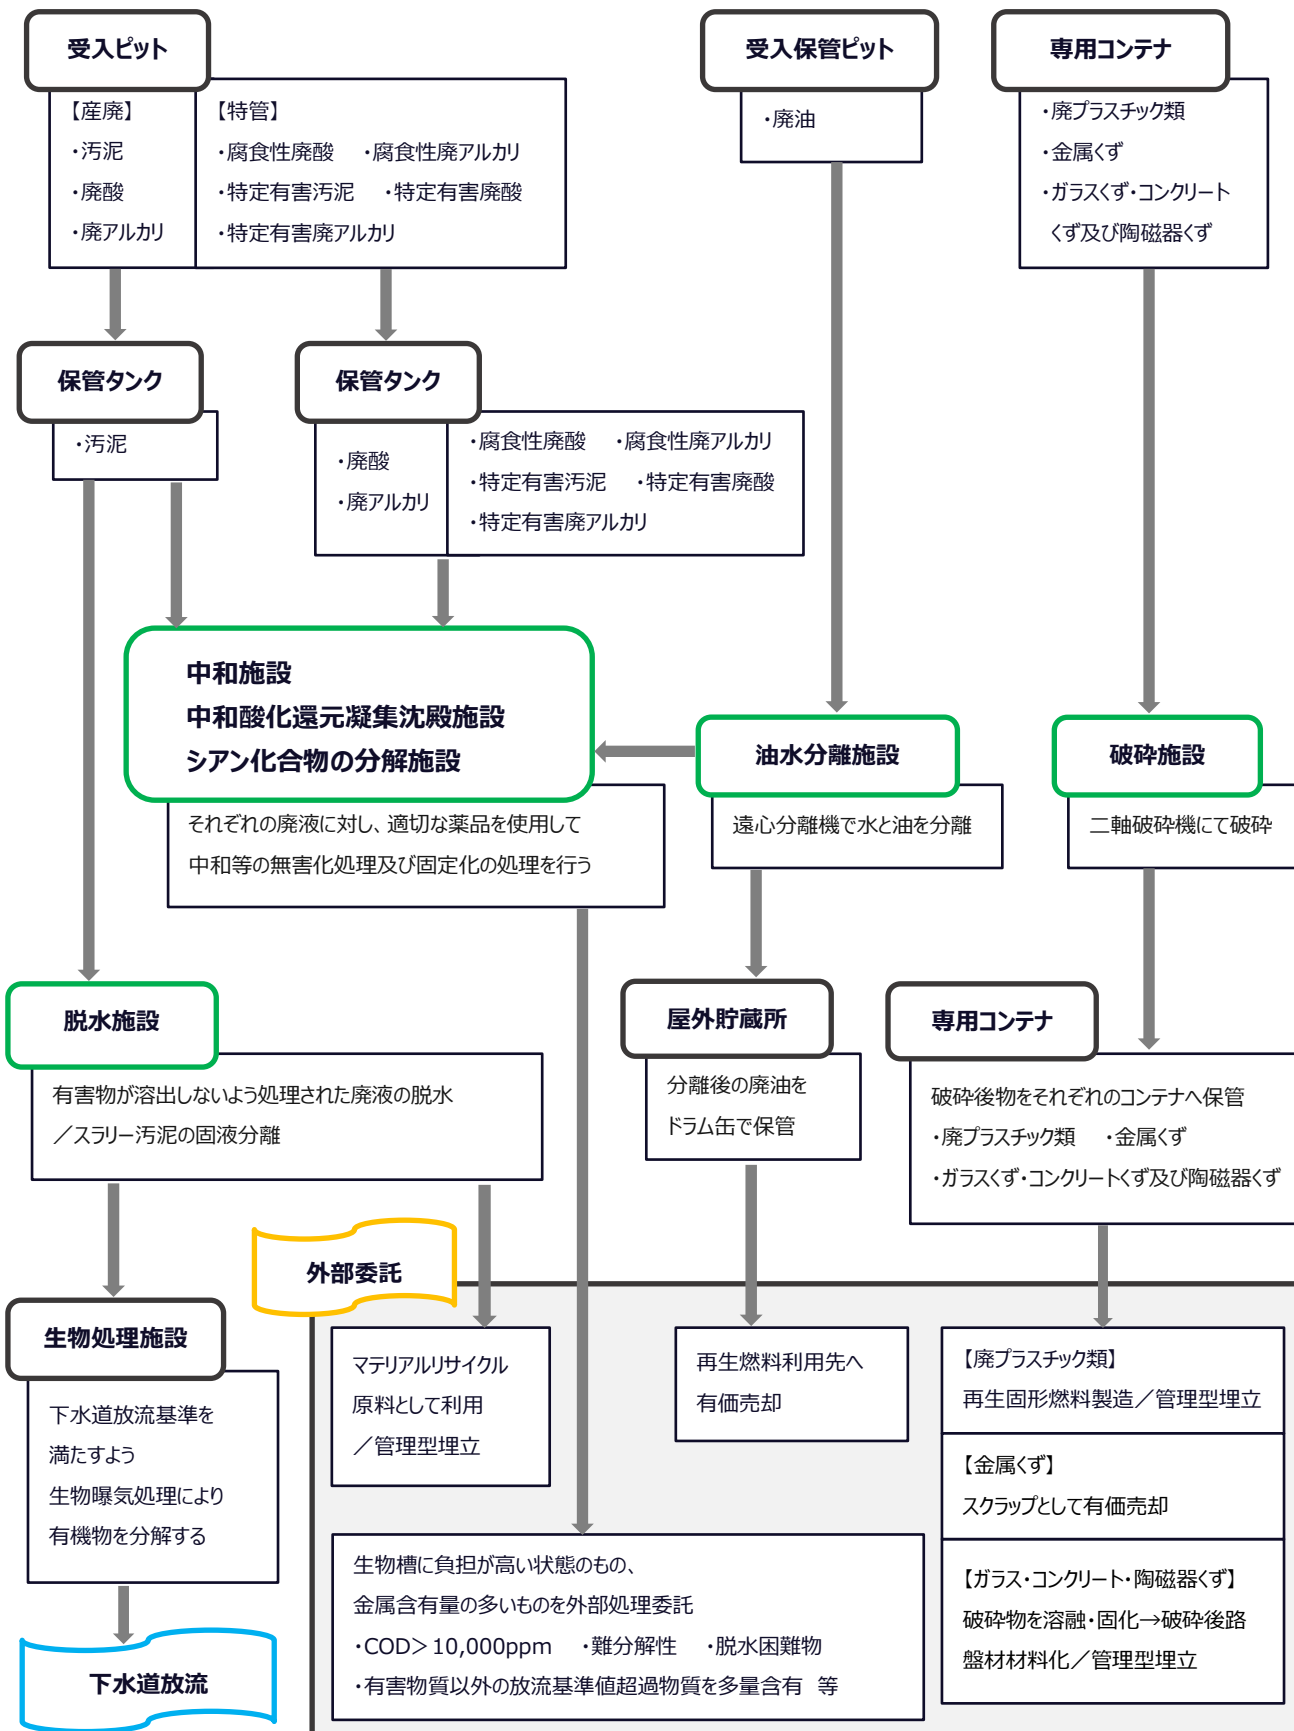 受入ピット
【産廃】
・汚泥
・廃酸
・廃アルカリ
【特管】
・腐食性廃酸　・腐食性廃アルカリ
・特定有害汚泥　・特定有害廃酸
・特定有害廃アルカリ
受入保管ピット
・廃油
専用コンテナ
・廃プラスチック類
・金属くず
・ガラスくず・コンクリート
くず及び陶磁器くず
保管タンク
・汚泥
保管タンク
・廃酸
・廃アルカリ
・腐食性廃酸　・腐食性廃アルカリ
・特定有害汚泥　・特定有害廃酸
・特定有害廃アルカリ
中和施設
中和酸化還元凝集沈殿施設
シアン化合物の分解施設
それぞれの廃液に対し、適切な薬品を使用して
中和等の無害化処理及び固定化の処理を行う
油水分離施設
遠心分離機で水と油を分離
破砕施設
二軸破砕機にて破砕
脱水施設
有害物が溶出しないよう処理された廃液の脱水
／スラリー汚泥の固液分離
屋外貯蔵所
分離後の廃油を
ドラム缶で保管
専用コンテナ
破砕後物をそれぞれのコンテナへ保管
・廃プラスチック類　・金属くず
・ガラスくず・コンクリートくず及び陶磁器くず
外部委託
生物処理施設
下水道放流基準を
満たすよう
生物曝気処理により
有機物を分解する
下水道放流
マテリアルリサイクル
原料として利用
／管理型埋立
再生燃料利用先へ
有価売却
【廃プラスチック類】
再生固形燃料製造／管理型埋立
【金属くず】
スクラップとして有価売却
【ガラス・コンクリート・陶磁器くず】
破砕物を溶融・固化→破砕後路
盤材材料化／管理型埋立
生物槽に負担が高い状態のもの、
金属含有量の多いものを外部処理委託
・COD＞10,000ppm　・難分解性　・脱水困難物
・有害物質以外の放流基準値超過物質を多量含有　等